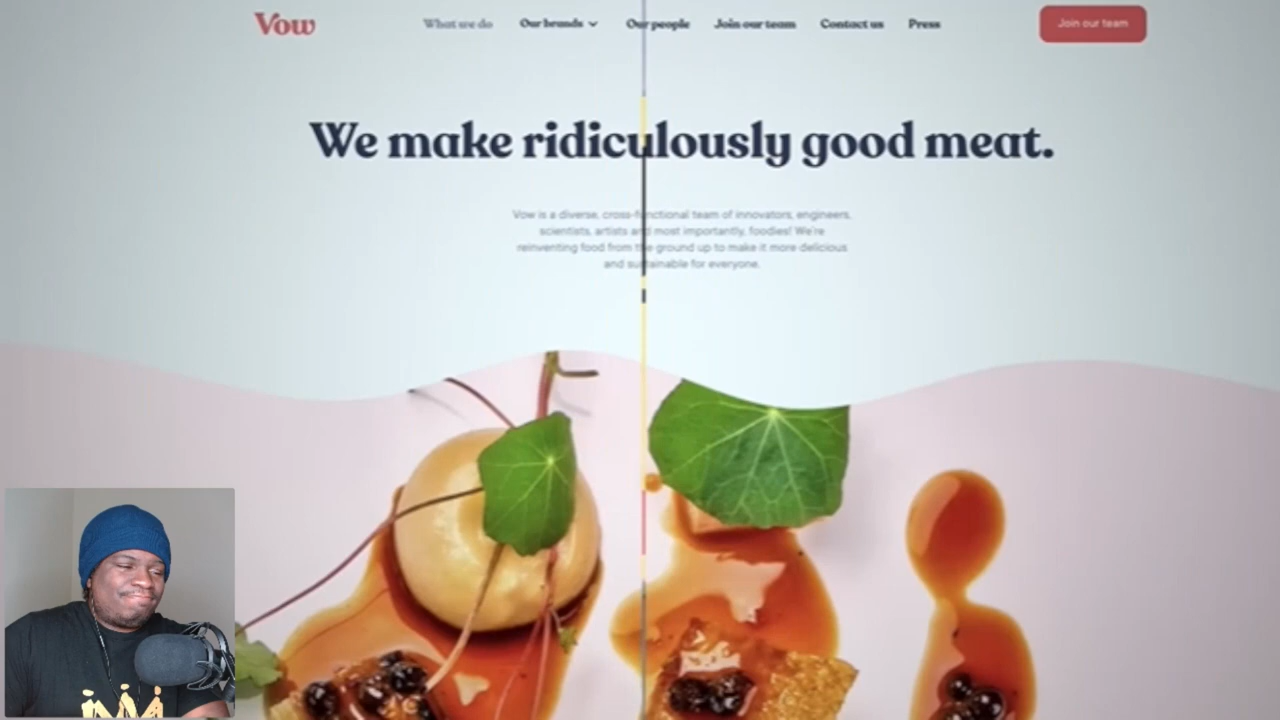 Vow
What we do Our brands Our people Join our team Contact us Press
Join our team
We make ridiculously good meat.
Vow is a diverse, cross-functional team of innovators, engineers,
scientists, artists and most importantly, foodies! We're
reinventing food from the ground up to make it more delicious
and sustainable for everyone.